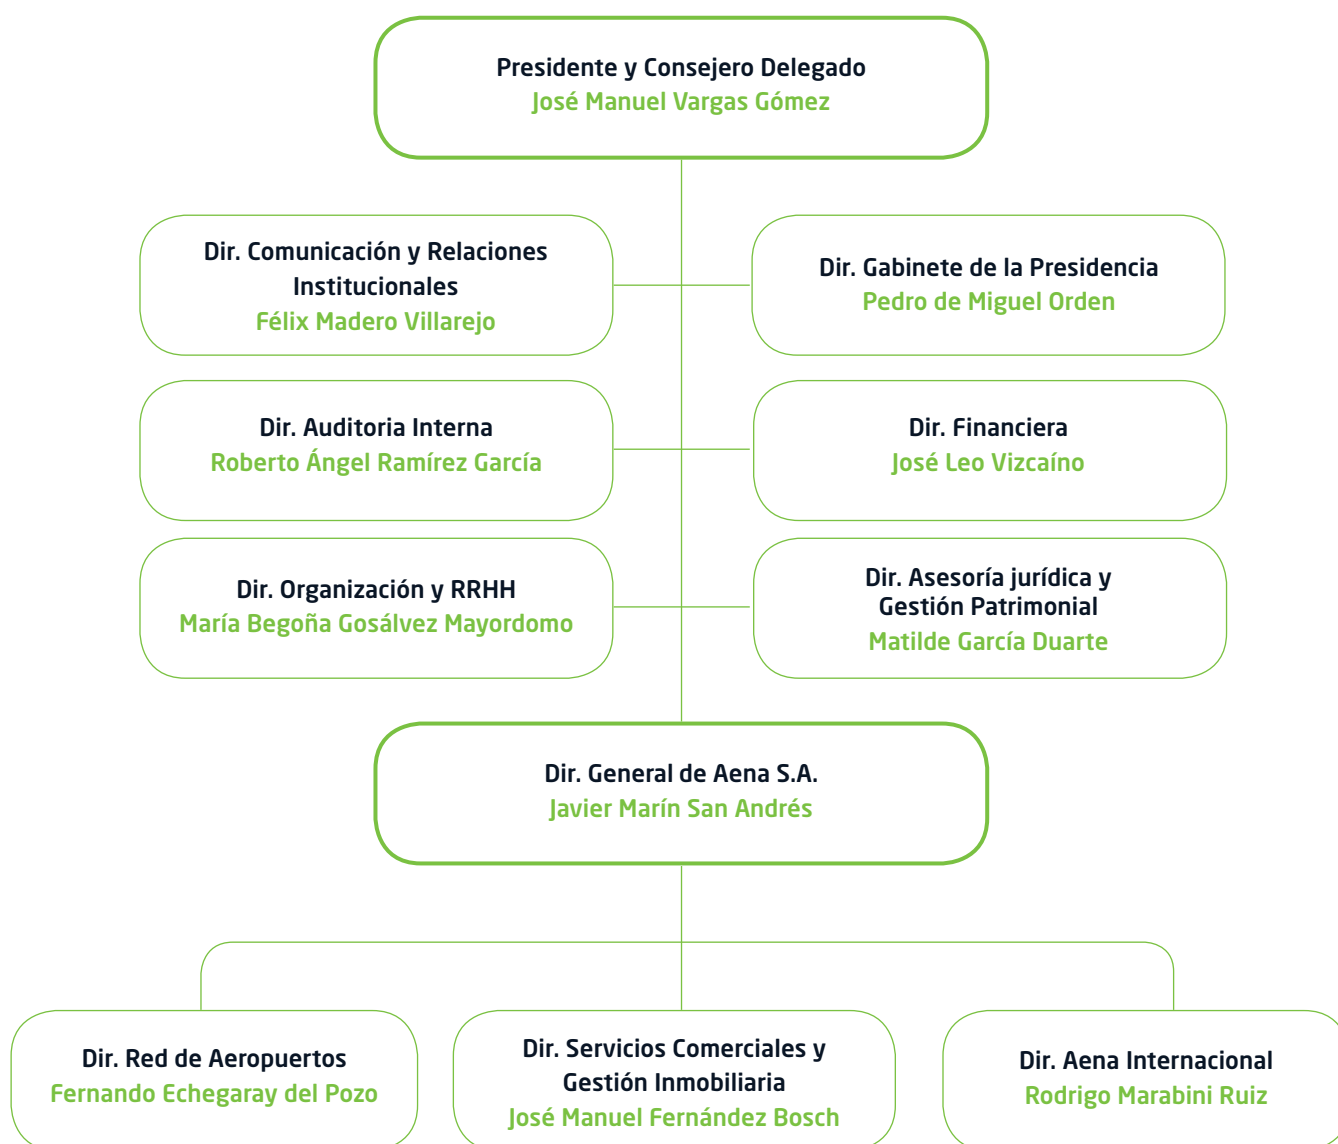 Presidente y Consejero Delegado
José Manuel Vargas Gómez
Dir. Comunicación y Relaciones
Institucionales
Félix Madero Villarejo
Dir. Gabinete de la Presidencia
Pedro de Miguel Orden
Dir. Auditoria Interna
Roberto Ángel Ramírez García
Dir. Financiera
José Leo Vizcaíno
Dir. Organización y RRHH
María Begoña Gosálvez Mayordomo
Dir. Asesoría jurídica y
Gestión Patrimonial
Matilde García Duarte
Dir. General de Aena S.A.
Javier Marín San Andrés
Dir. Red de Aeropuertos
Fernando Echegaray del Pozo
Dir. Servicios Comerciales y
Gestión Inmobiliaria
José Manuel Fernández Bosch
Dir. Aena Internacional
Rodrigo Marabini Ruiz